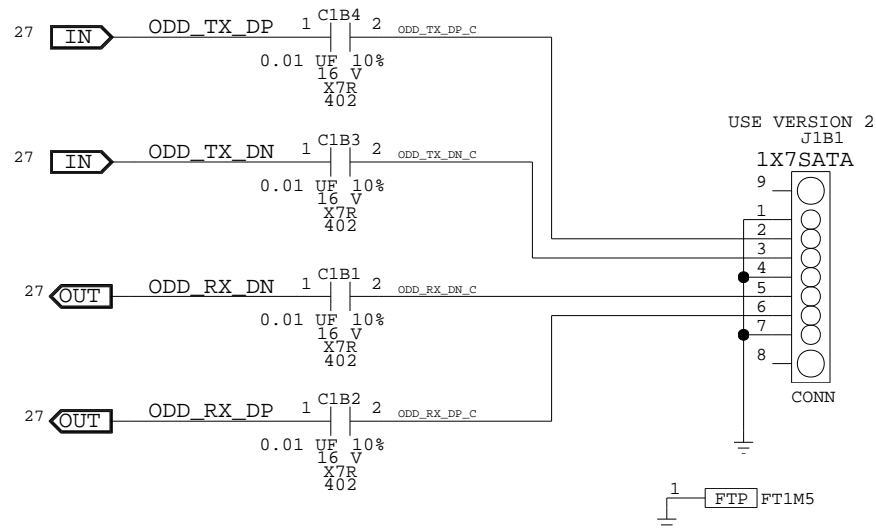 27 IN ODD_TX_DP 1 C1B4 2 ODD_TX_DP_C
0.01 UF 10%
16 V
X7R
402
27 IN ODD_TX_DN 1 C1B3 2 ODD_TX_DN_C
0.01 UF 10%
16 V
X7R
402
27 OUT ODD_RX_DN 1 C1B1 2 ODD_RX_DN_C
0.01 UF 10%
16 V
X7R
402
27 OUT ODD_RX_DP 1 C1B2 2 ODD_RX_DP_C
0.01 UF 10%
16 V
X7R
402
USE VERSION 2
J1B1
1X7SATA
9
1
2
3
4
5
6
7
8
CONN
1 FTP FT1M5